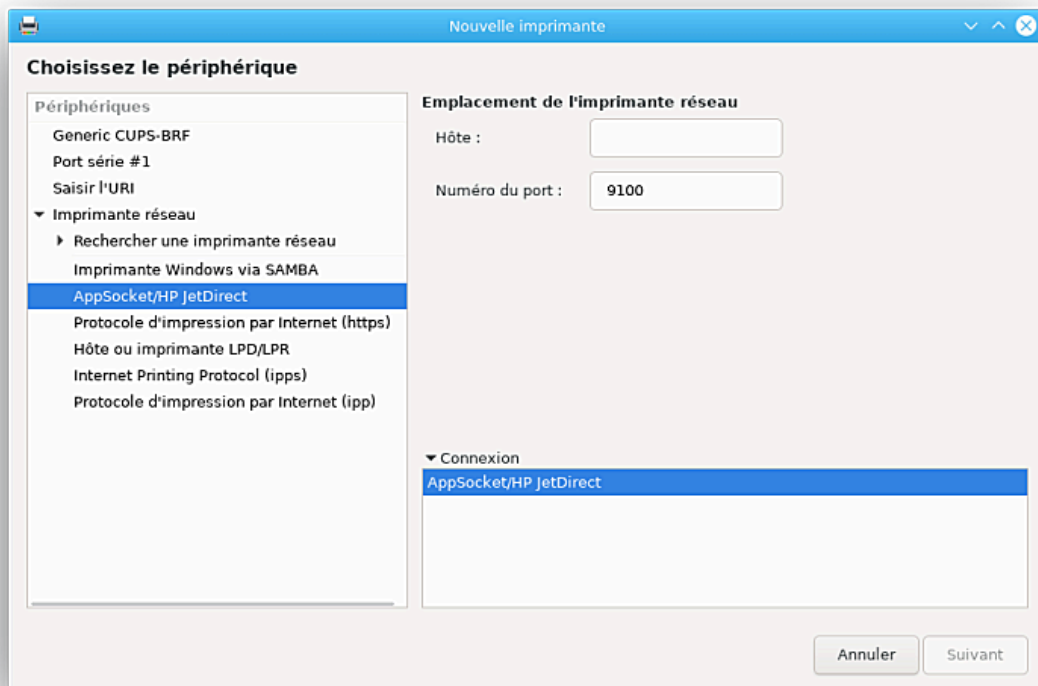 Nouvelle imprimante
Choisissez le périphérique
Périphériques
Generic CUPS-BRF
Port série #1
Saisir l'URI
Imprimante réseau
Rechercher une imprimante réseau
Imprimante Windows via SAMBA
AppSocket/HP JetDirect
Protocole d'impression par Internet (https)
Hôte ou imprimante LPD/LPR
Internet Printing Protocol (ipps)
Protocole d'impression par Internet (ipp)
Emplacement de l'imprimante réseau
Hôte :
Numéro du port : 9100
Connexion
AppSocket/HP JetDirect
Annuler Suivant